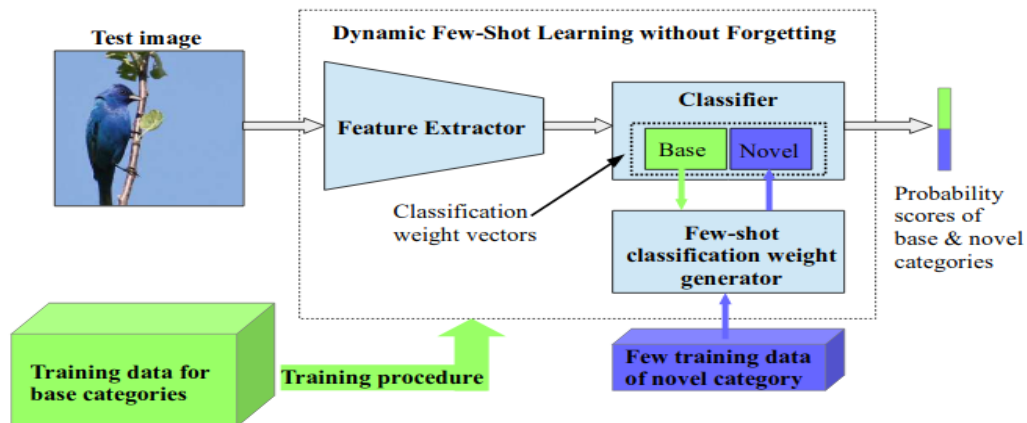 Test image
Dynamic Few-Shot Learning without Forgetting
Feature Extractor
Classifier
Base
Novel
Classification
weight vectors
Few-shot
classification weight
generator
Probability
scores of
base & novel
categories
Training data for
base categories
Training procedure
Few training data
of novel category